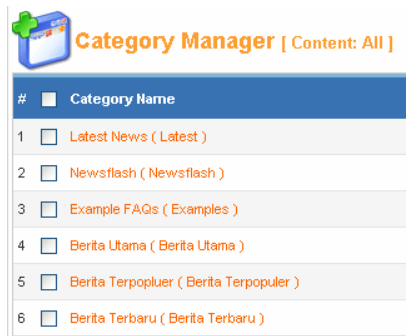 Category Manager [ Content: All ]
# Category Name
1 Latest News ( Latest )
2 Newsflash ( Newsflash )
3 Example FAQs ( Examples )
4 Berita Utama ( Berita Utama )
5 Berita Terpopluer ( Berita Terpopuler )
6 Berita Terbaru ( Berita Terbaru )